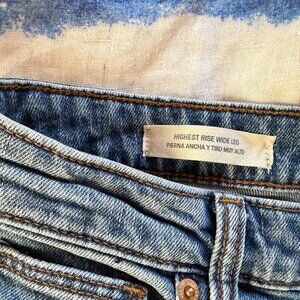 HIGHEST RISE WIDE LEG
PIERNA ANCHA Y TIRO MUY ALTO